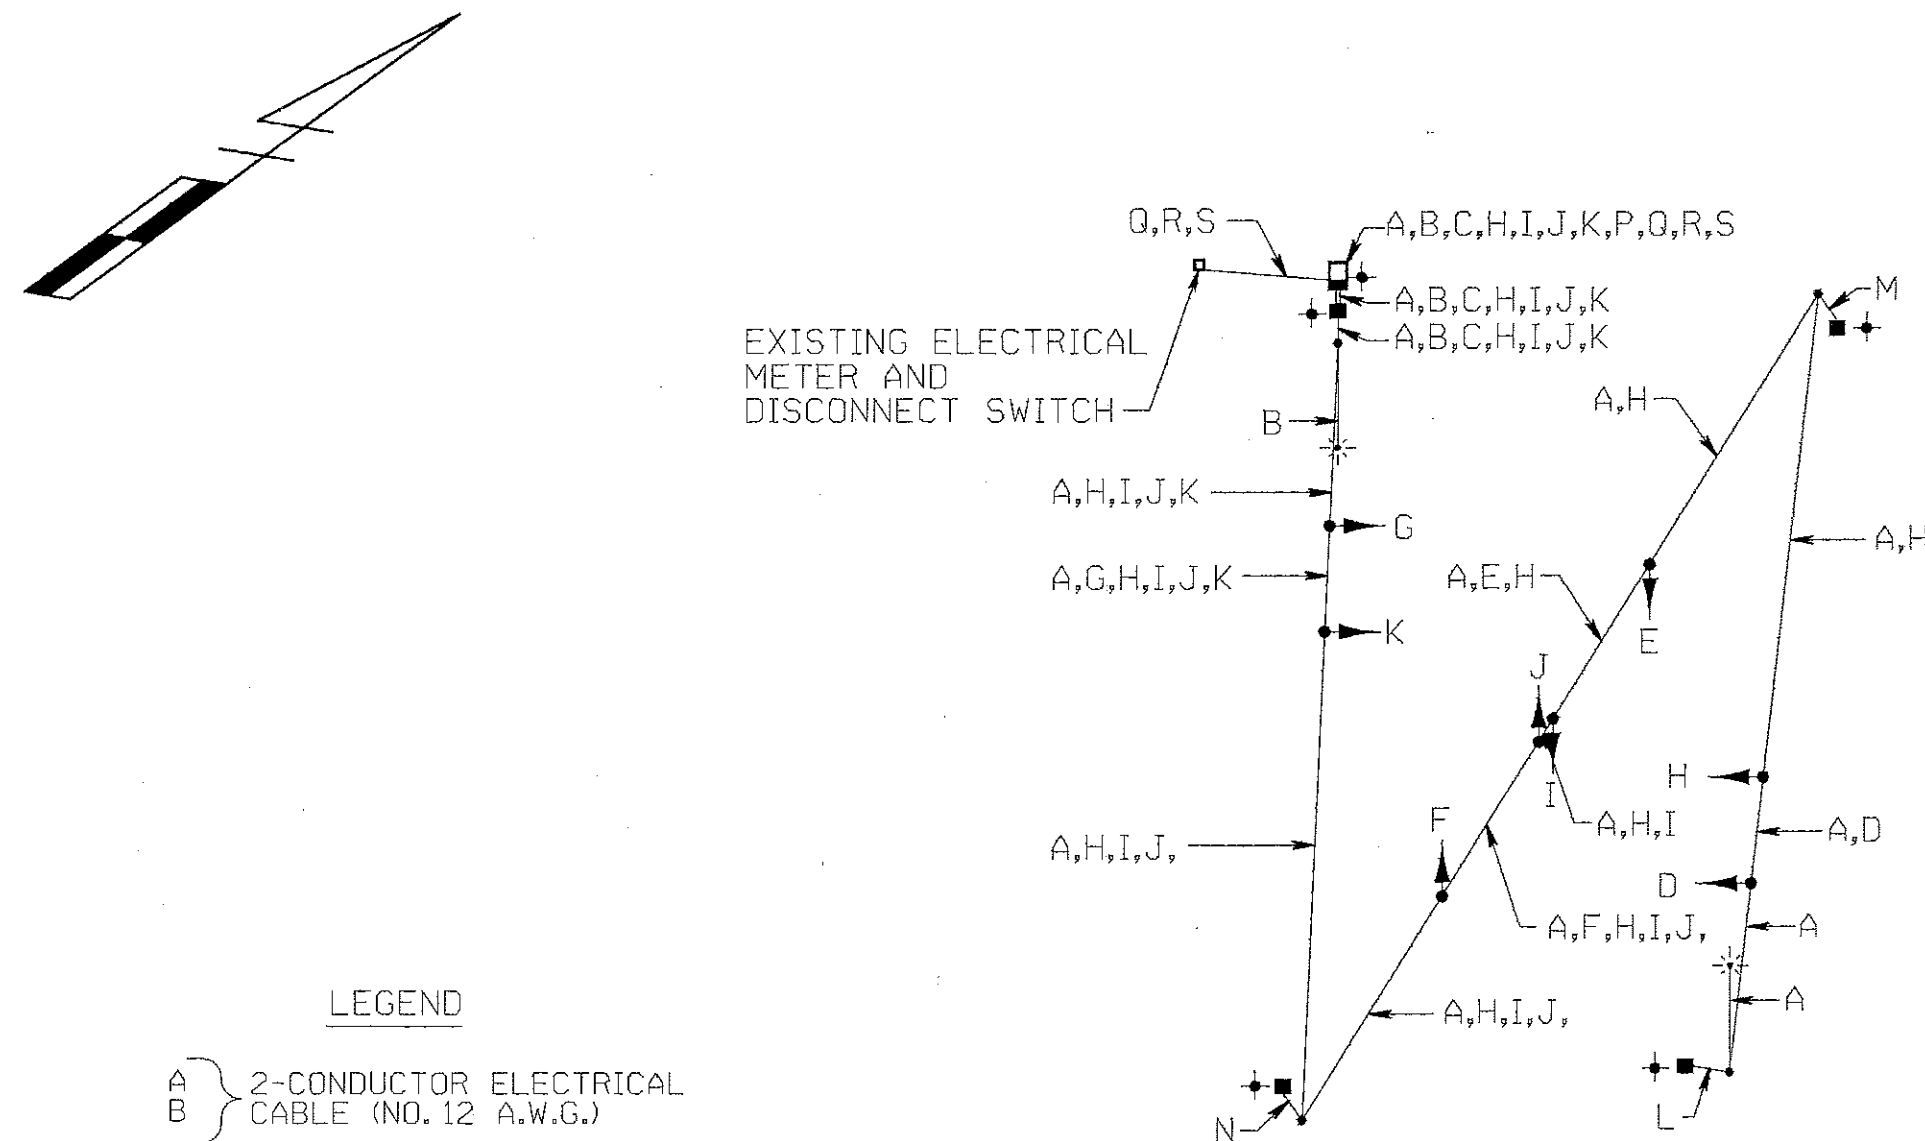 Q,R,S
A,B,C,H,I,J,K,P,Q,R,S
A,B,C,H,I,J,K
A,B,C,H,I,J,K
M
EXISTING ELECTRICAL
METER AND
DISCONNECT SWITCH
B
A,H
A,H,I,J,K
G
A,H
A,G,H,I,J,K
A,E,H
K
E
J
H
I
F
A,H,I
A,D
A,H,I,J,
D
A,F,H,I,J,
A
A
A,H,I,J,
N
L
LEGEND
A
B
2-CONDUCTOR ELECTRICAL
CABLE (NO. 12 A.W.G.)